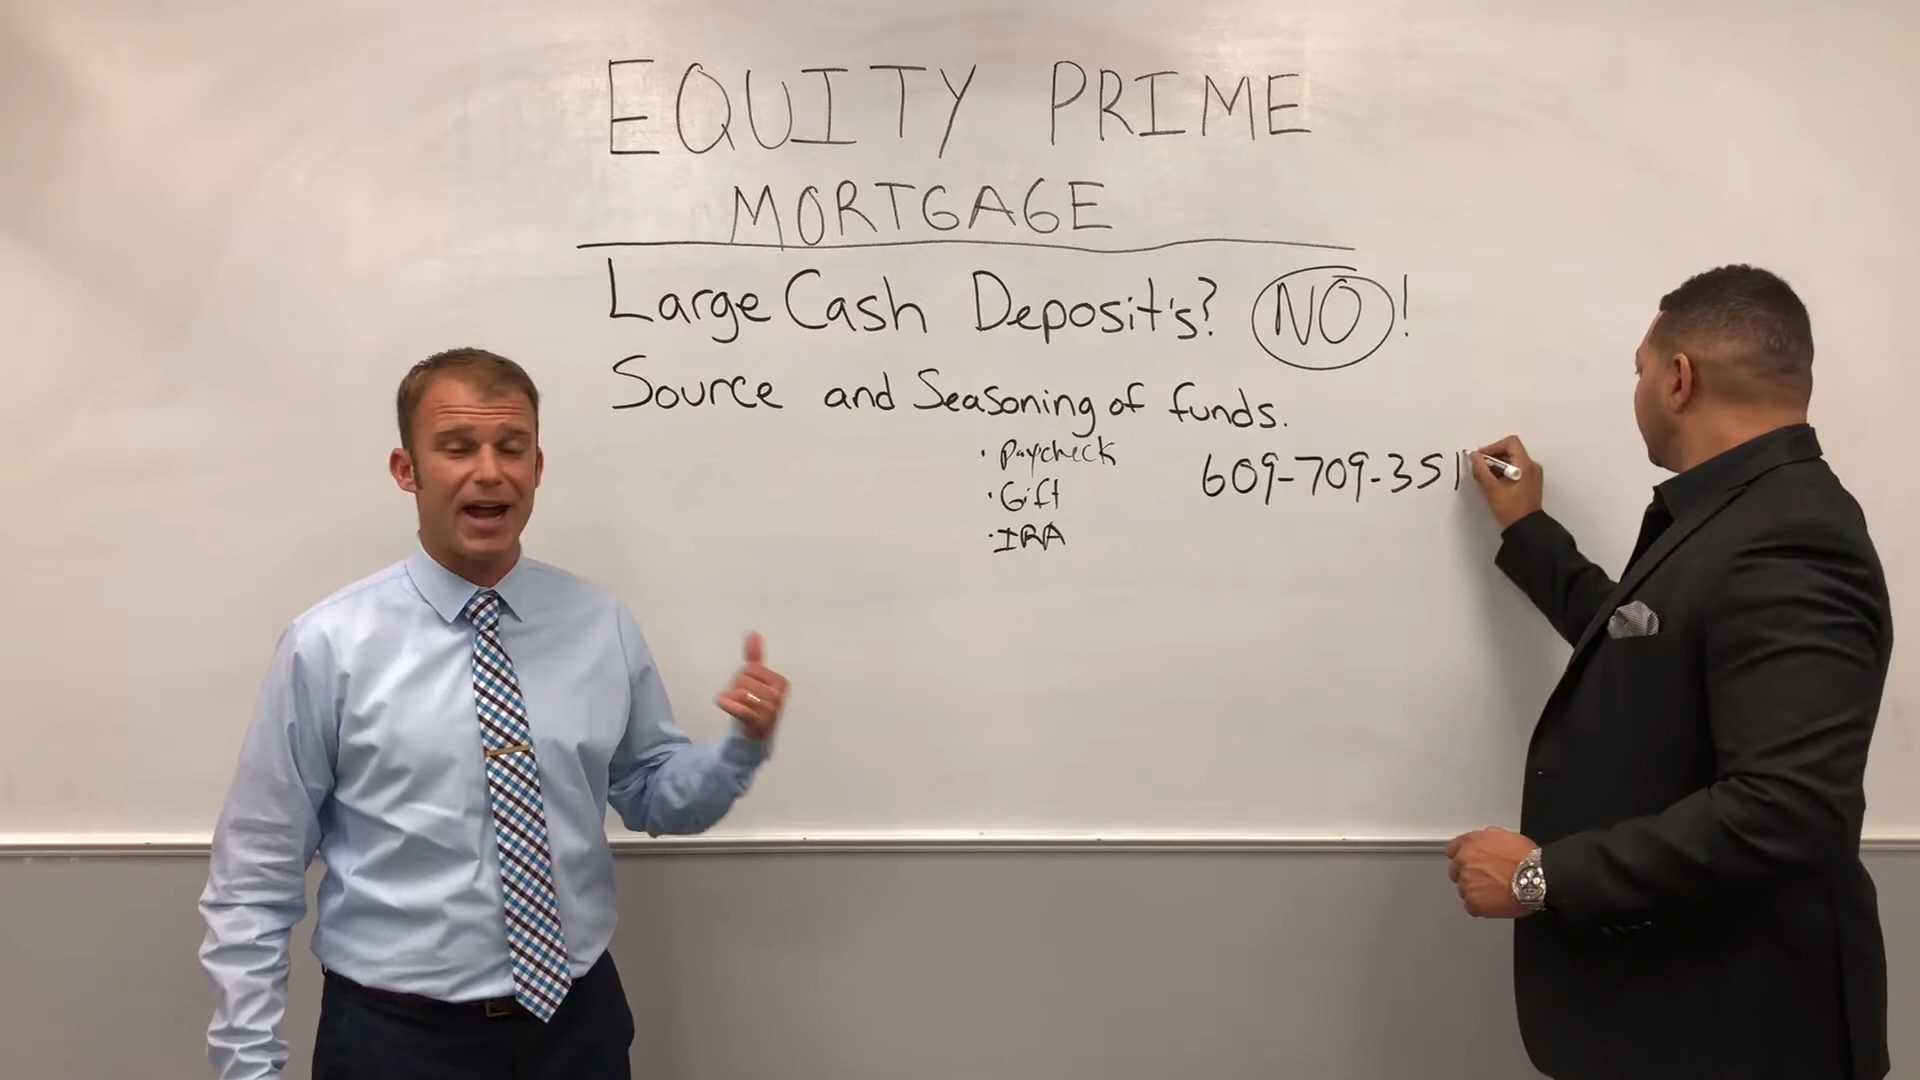 EQUITY PRIME
MORTGAGE
Large Cash Deposit's? NO!
Source and Seasoning of funds.
· Paycheck
· Gift
· IRA
609-709-351